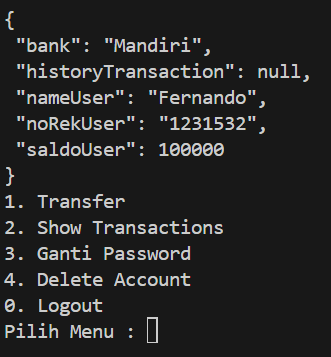 {
 "bank": "Mandiri",
 "historyTransaction": null,
 "nameUser": "Fernando",
 "noRekUser": "1231532",
 "saldoUser": 100000
}
1. Transfer
2. Show Transactions
3. Ganti Password
4. Delete Account
0. Logout
Pilih Menu :